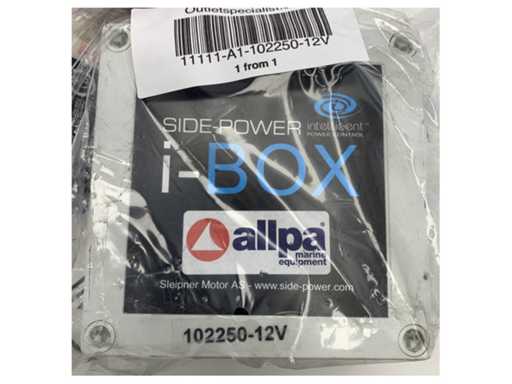 Outletspecialist
11111-A1-102250-12V
1 from 1
SIDE-POWER
intelligent™
POWER CONTROL
i-BOX
allpa
marine
equipment
Sleipner Motor AS - www.side-power.com
102250-12V